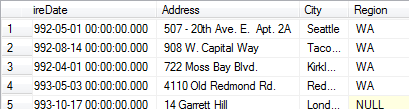 ireDate Address City Region
1 992-05-01 00:00:00.000 507 - 20th Ave. E. Apt. 2A Seattle WA
2 992-08-14 00:00:00.000 908 W. Capital Way Taco... WA
3 992-04-01 00:00:00.000 722 Moss Bay Blvd. Kirkl... WA
4 993-05-03 00:00:00.000 4110 Old Redmond Rd. Red... WA
5 993-10-17 00:00:00.000 14 Garrett Hill Lond... NULL